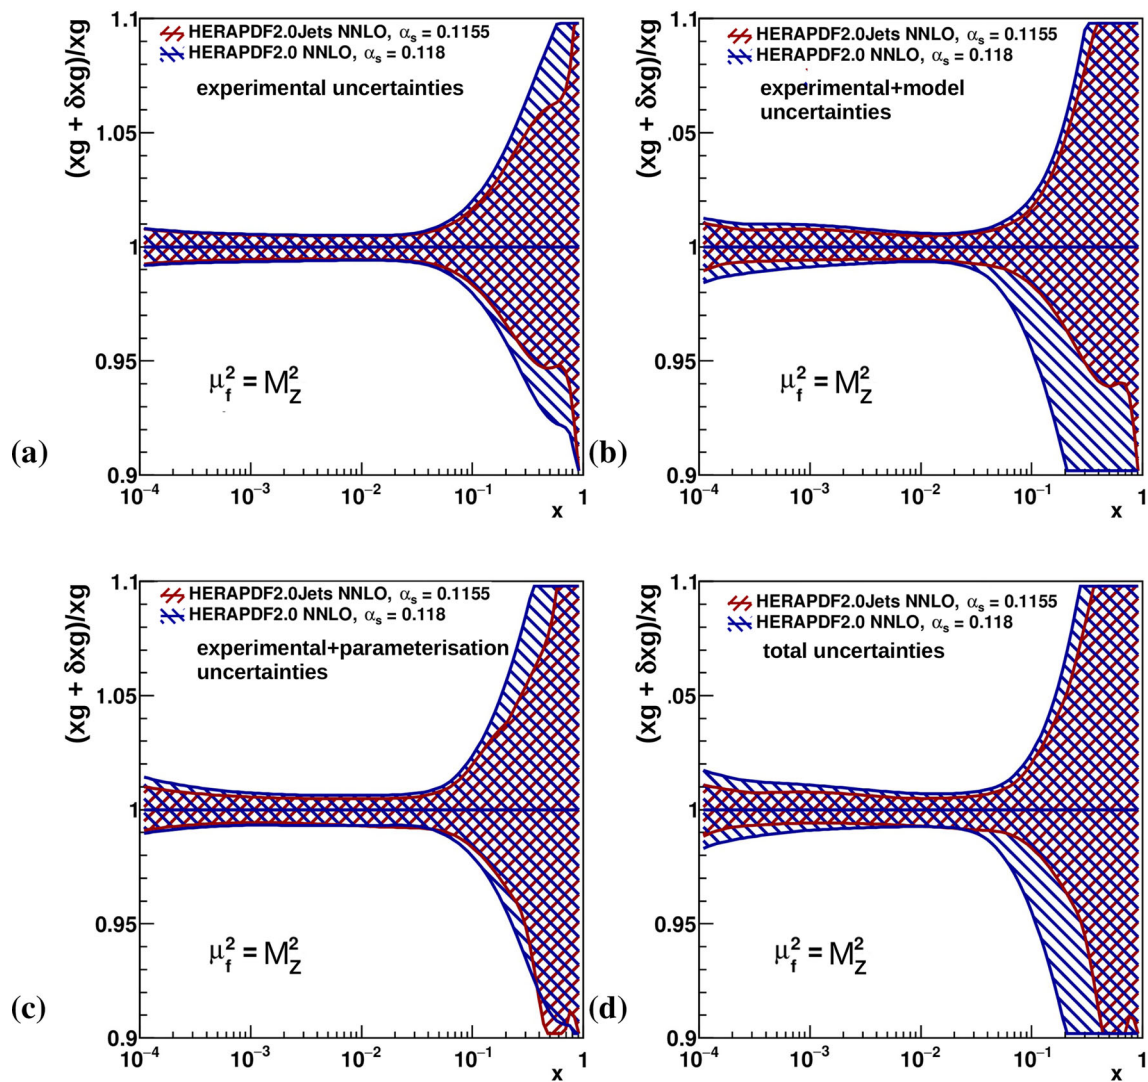 (a)
(xg + δxg)/xg
1.1
1.05
1
0.95
0.9
HERAPDF2.0Jets NNLO, αs = 0.1155
HERAPDF2.0 NNLO, αs = 0.118
experimental uncertainties
μf² = MZ²
10⁻⁴ 10⁻³ 10⁻² 10⁻¹ 1
x
(b)
(xg + δxg)/xg
1.1
.05
1
0.95
0.9
HERAPDF2.0Jets NNLO, αs = 0.1155
HERAPDF2.0 NNLO, αs = 0.118
experimental+model
uncertainties
μf² = MZ²
10⁻⁴ 10⁻³ 10⁻² 10⁻¹ 1
x
(c)
(xg + δxg)/xg
1.1
1.05
1
0.95
0.9
HERAPDF2.0Jets NNLO, αs = 0.1155
HERAPDF2.0 NNLO, αs = 0.118
experimental+parameterisation
uncertainties
μf² = MZ²
10⁻⁴ 10⁻³ 10⁻² 10⁻¹ 1
x
(d)
(xg + δxg)/xg
1.1
.05
1
0.95
0.9
HERAPDF2.0Jets NNLO, αs = 0.1155
HERAPDF2.0 NNLO, αs = 0.118
total uncertainties
μf² = MZ²
10⁻⁴ 10⁻³ 10⁻² 10⁻¹ 1
x